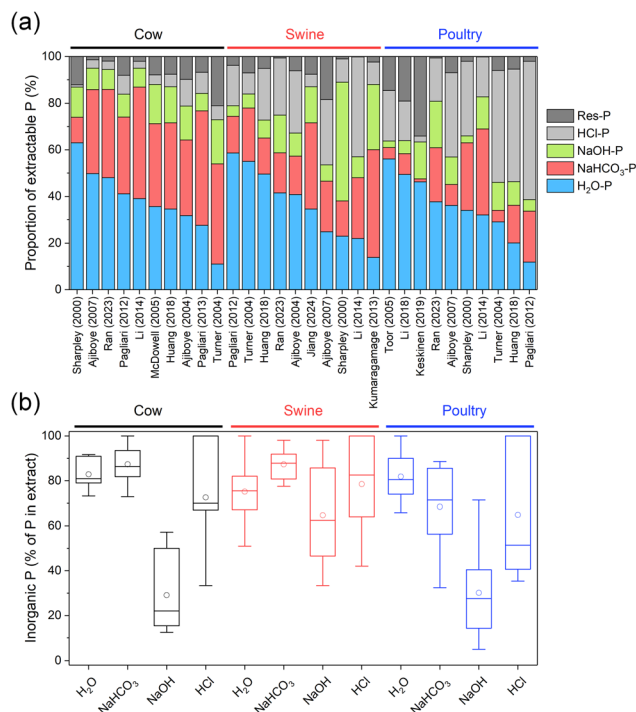 (a)
Cow Swine Poultry
Proportion of extractable P (%)
100
80
60
40
20
0
Res-P
HCl-P
NaOH-P
NaHCO₃-P
H₂O-P
Sharpley (2000)
Ajiboye (2007)
Ran (2023)
Pagliari (2012)
Li (2014)
McDowell (2005)
Huang (2018)
Ajiboye (2004)
Pagliari (2013)
Turner (2004)
Pagliari (2012)
Turner (2004)
Huang (2018)
Ran (2023)
Ajiboye (2004)
Jiang (2024)
Ajiboye (2007)
Sharpley (2000)
Li (2014)
Kumaragamage (2013)
Toor (2005)
Li (2018)
Keskinen (2019)
Ran (2023)
Ajiboye (2007)
Sharpley (2000)
Li (2014)
Turner (2004)
Huang (2018)
Pagliari (2012)
(b)
Cow Swine Poultry
Inorganic P (% of P in extract)
100
80
60
40
20
0
H₂O
NaHCO₃
NaOH
HCl
H₂O
NaHCO₃
NaOH
HCl
H₂O
NaHCO₃
NaOH
HCl